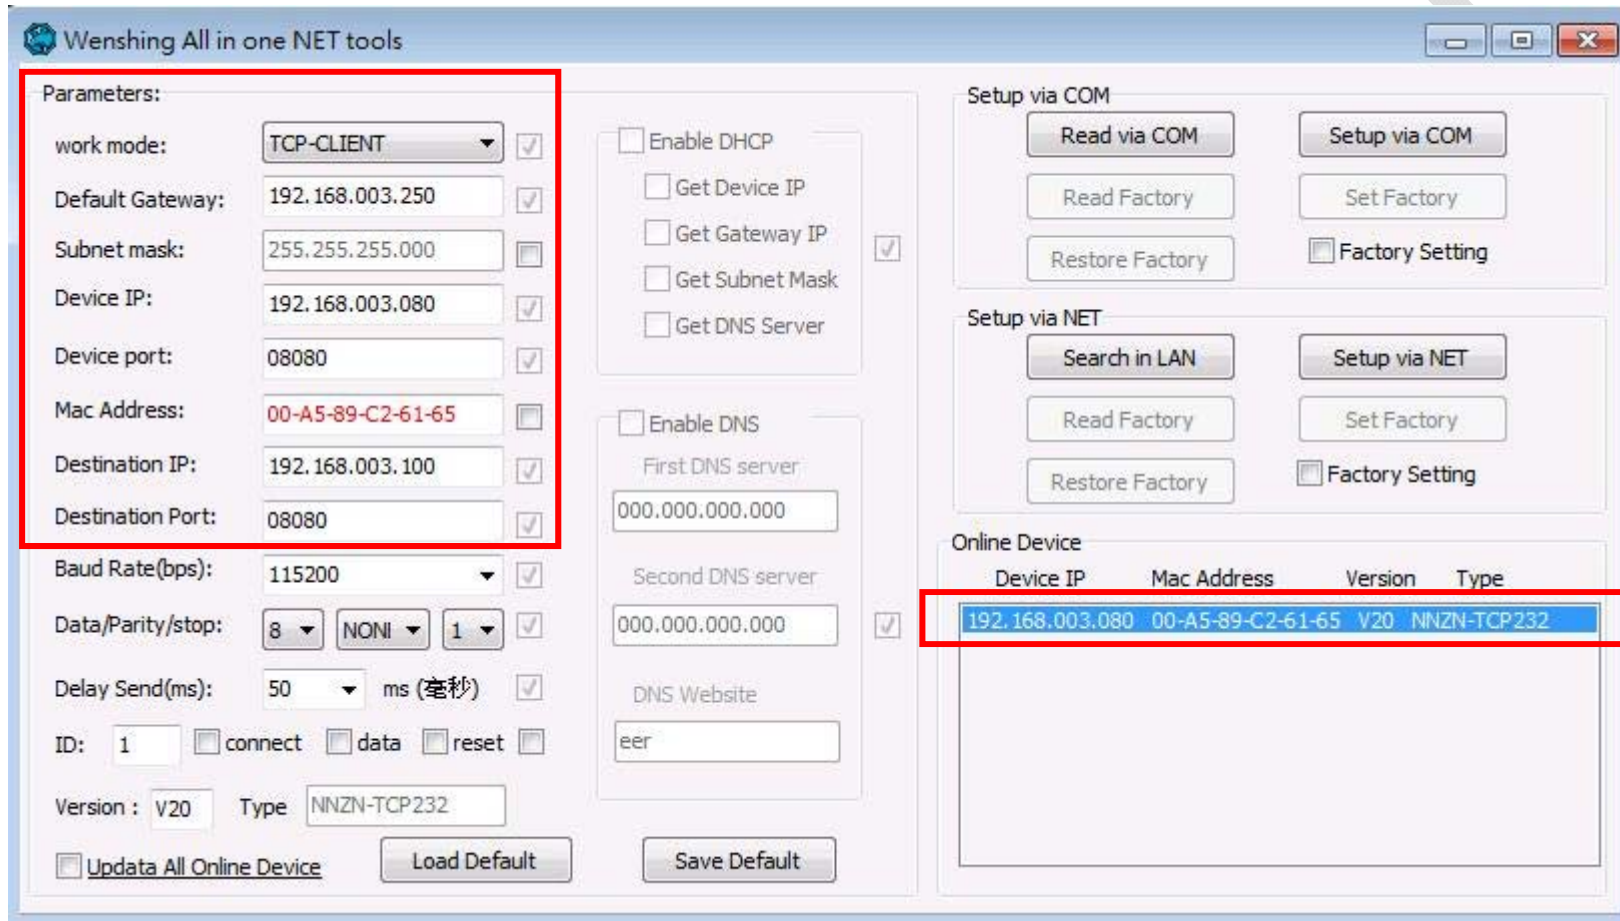 Wenshing All in one NET tools
Parameters:
work mode: TCP-CLIENT
Default Gateway: 192.168.003.250
Subnet mask: 255.255.255.000
Device IP: 192.168.003.080
Device port: 08080
Mac Address: 00-A5-89-C2-61-65
Destination IP: 192.168.003.100
Destination Port: 08080
Baud Rate(bps): 115200
Data/Parity/stop: 8 NONI 1
Delay Send(ms): 50 ms (毫秒)
ID: 1 connect data reset
Version : V20 Type NNZN-TCP232
Updata All Online Device Load Default Save Default
Enable DHCP
Get Device IP
Get Gateway IP
Get Subnet Mask
Get DNS Server
Enable DNS
First DNS server
000.000.000.000
Second DNS server
000.000.000.000
DNS Website
eer
Setup via COM
Read via COM Setup via COM
Read Factory Set Factory
Restore Factory Factory Setting
Setup via NET
Search in LAN Setup via NET
Read Factory Set Factory
Restore Factory Factory Setting
Online Device
Device IP Mac Address Version Type
192.168.003.080 00-A5-89-C2-61-65 V20 NNZN-TCP232